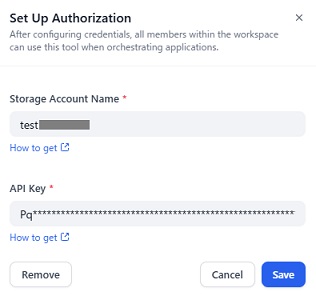 Set Up Authorization
After configuring credentials, all members within the workspace
can use this tool when orchestrating applications.
Storage Account Name *
test
How to get
API Key *
Pq********************************************************
How to get
Remove
Cancel
Save